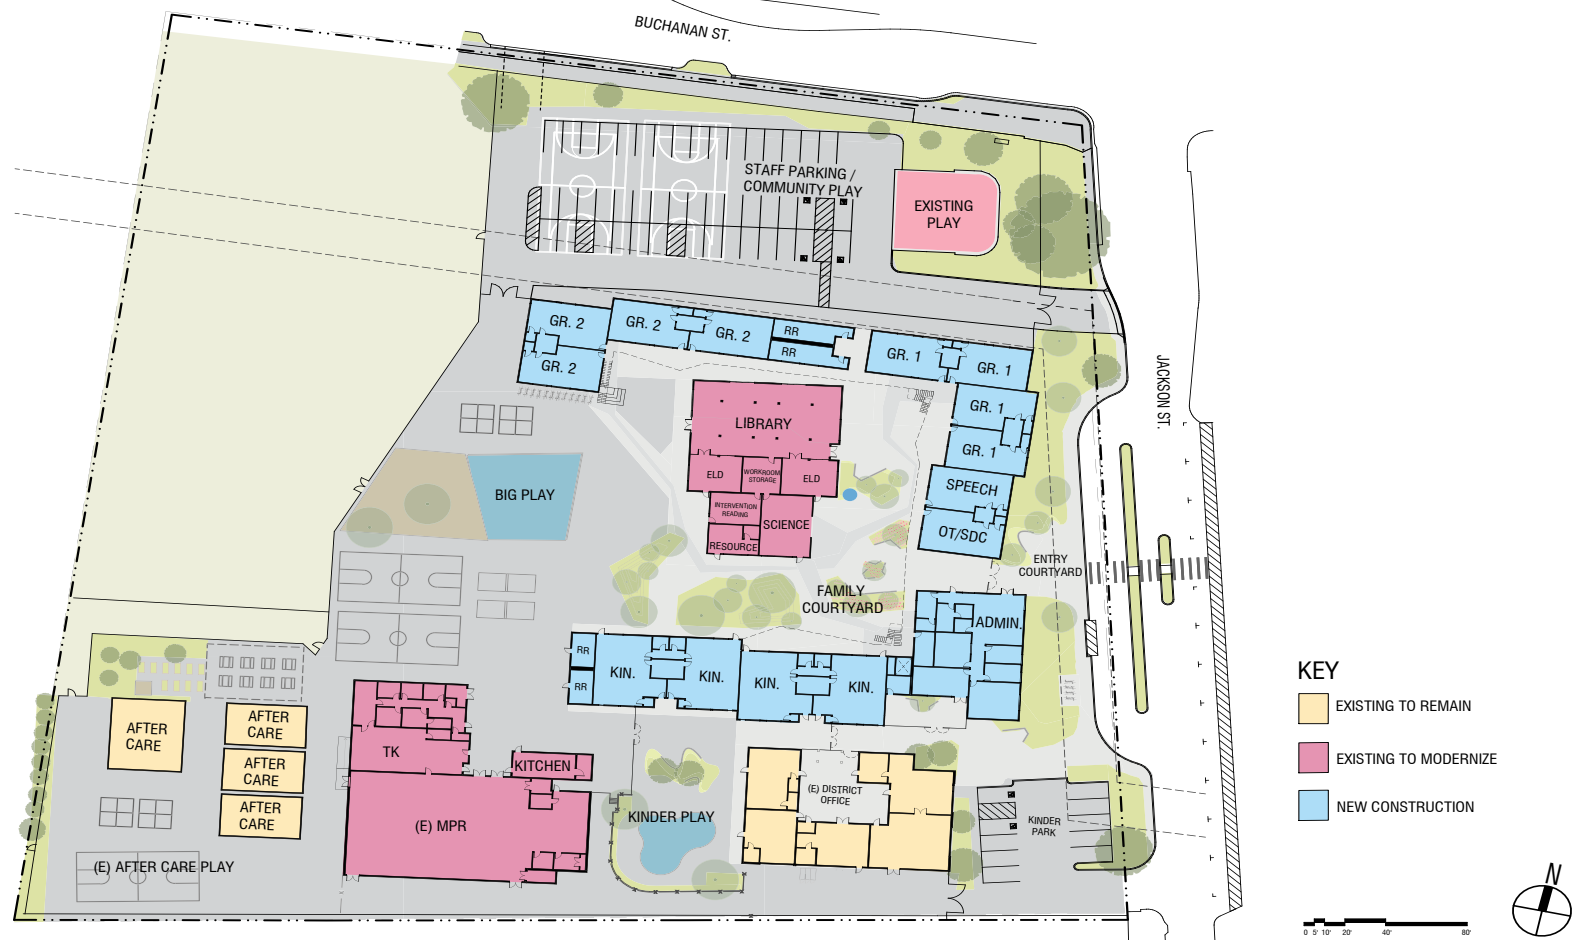 BUCHANAN ST.
STAFF PARKING /
COMMUNITY PLAY
EXISTING
PLAY
GR. 2
GR. 2
GR. 2
GR. 2
RR
RR
GR. 1
GR. 1
GR. 1
GR. 1
JACKSON ST.
LIBRARY
ELD
WORKROOM
STORAGE
ELD
INTERVENTION
READING
SCIENCE
RESOURCE
SPEECH
OT/SDC
BIG PLAY
ENTRY
COURTYARD
FAMILY
COURTYARD
ADMIN.
RR
RR
KIN.
KIN.
KIN.
KIN.
AFTER
CARE
AFTER
CARE
AFTER
CARE
AFTER
CARE
TK
KITCHEN
(E) MPR
KINDER PLAY
(E) DISTRICT
OFFICE
KINDER
PARK
(E) AFTER CARE PLAY
KEY
EXISTING TO REMAIN
EXISTING TO MODERNIZE
NEW CONSTRUCTION
N
0 5' 10' 20' 40' 80'